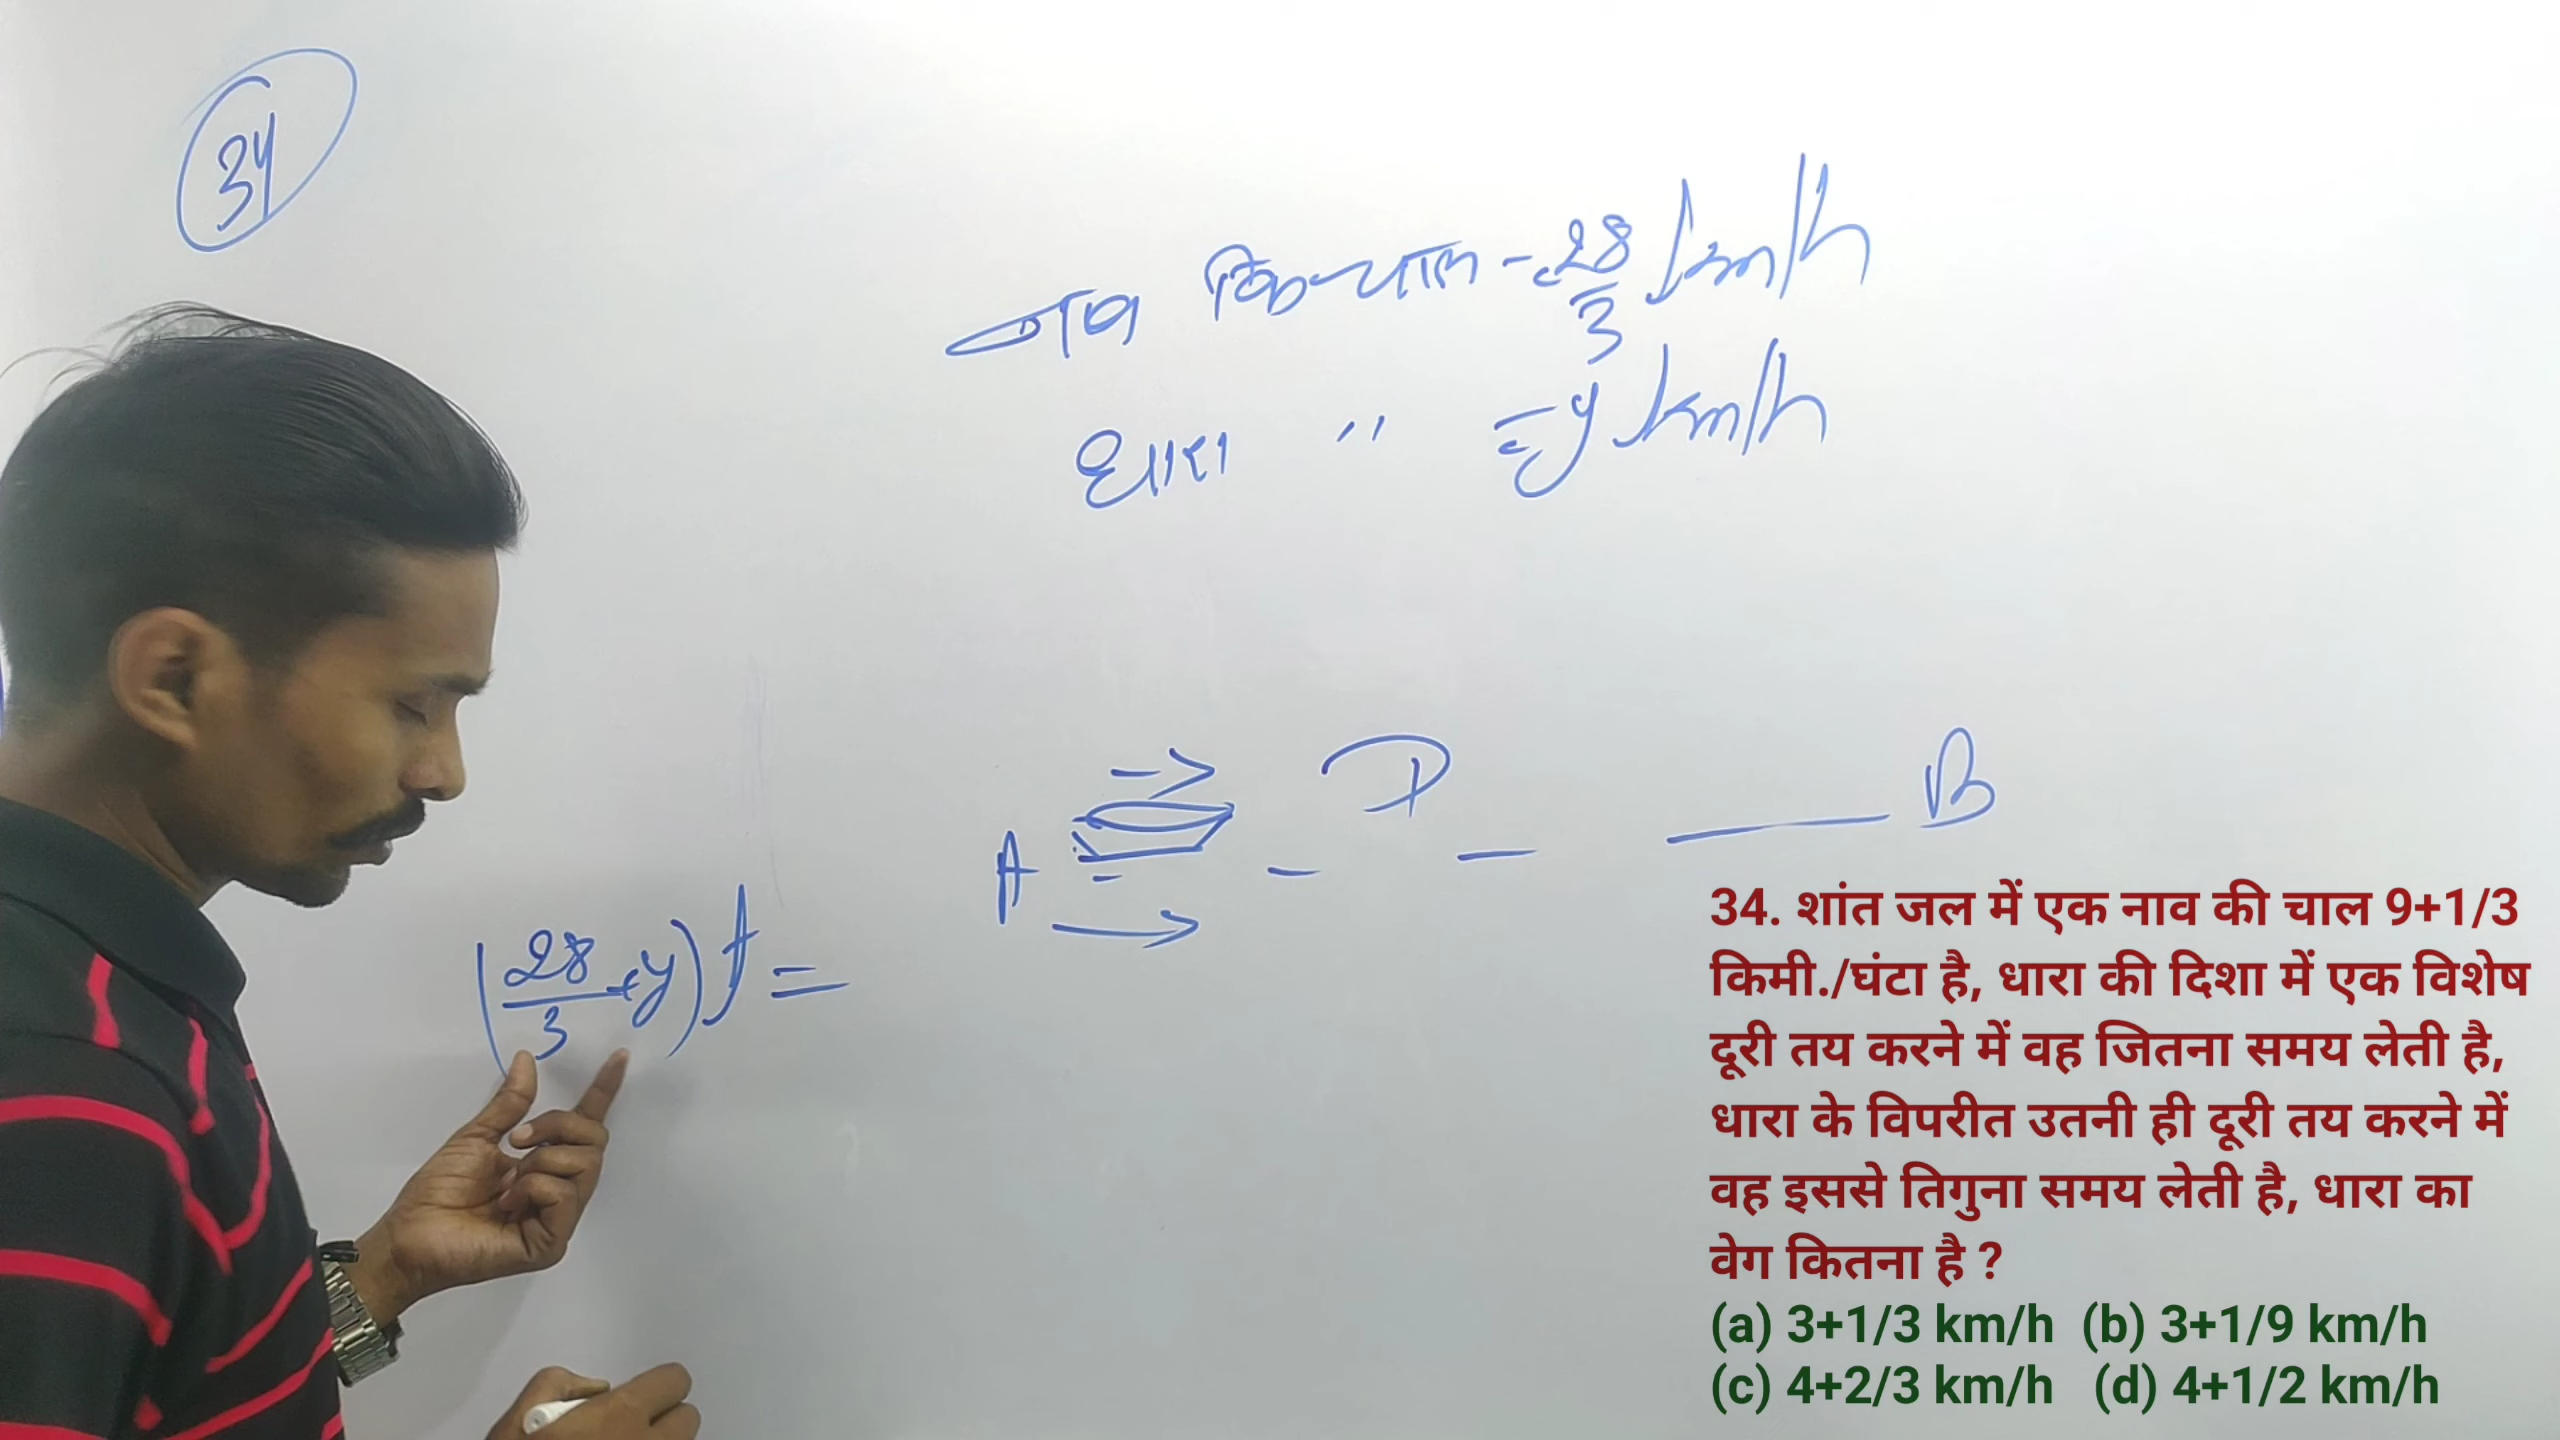 34
नाव कि चाल = 28/3 km/h
धारा " = y km/h
A D B
(28/3 + y) t =
34. शांत जल में एक नाव की चाल 9+1/3
किमी./घंटा है, धारा की दिशा में एक विशेष
दूरी तय करने में वह जितना समय लेती है,
धारा के विपरीत उतनी ही दूरी तय करने में
वह इससे तिगुना समय लेती है, धारा का
वेग कितना है ?
(a) 3+1/3 km/h (b) 3+1/9 km/h
(c) 4+2/3 km/h (d) 4+1/2 km/h